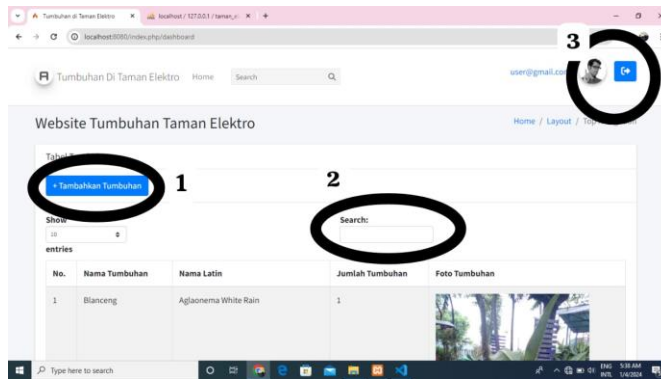 Tumbuhan di Taman Elektro
localhost / 127.0.0.1 / taman_el
localhost:8080/index.php/dashboard
3
Tumbuhan Di Taman Elektro Home Search
user@gmail.co
Website Tumbuhan Taman Elektro
Home / Layout / Top
Tabel
+ Tambahkan Tumbuhan
1
2
Show
10
entries
Search:
No. Nama Tumbuhan Nama Latin Jumlah Tumbuhan Foto Tumbuhan
1 Blanceng Aglaonema White Rain 1
Type here to search
ENG 5:38 AM
INTL 1/4/2024